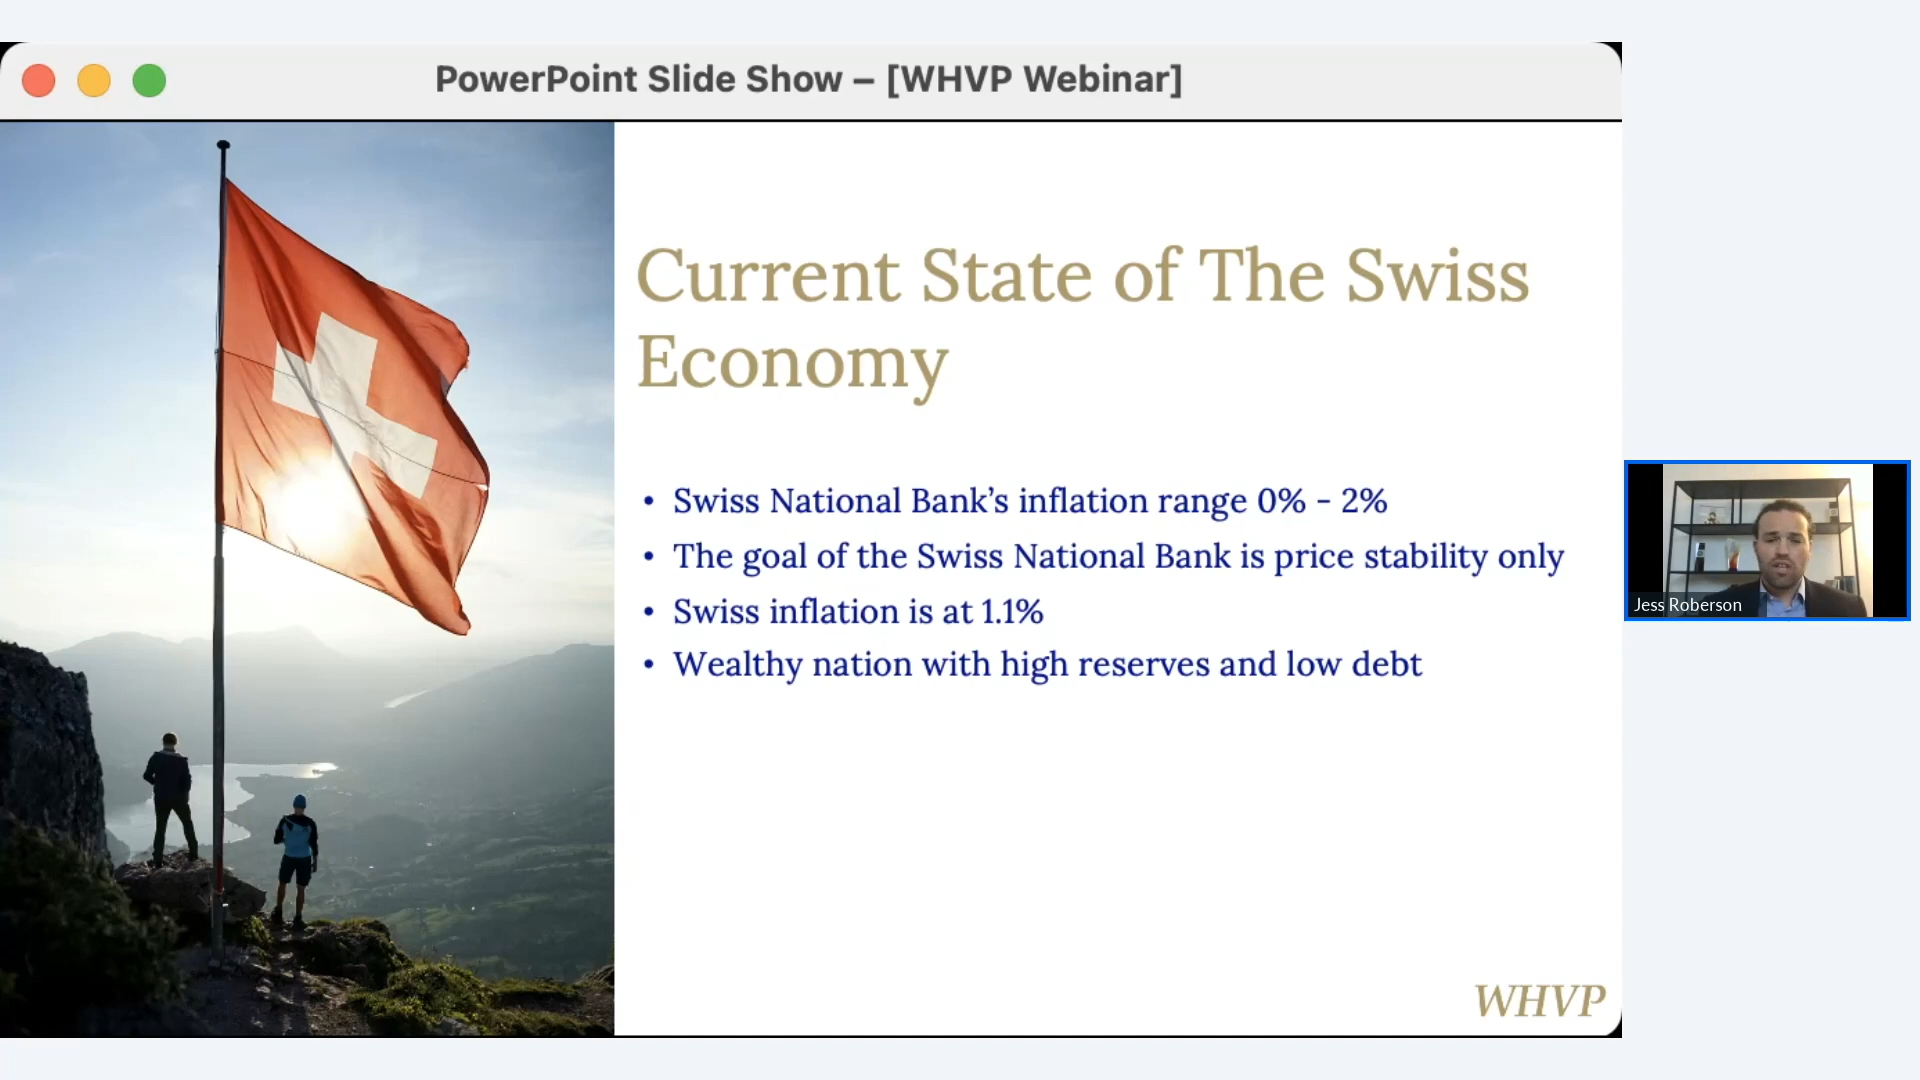 PowerPoint Slide Show – [WHVP Webinar]
Current State of The Swiss
Economy
• Swiss National Bank’s inflation range 0% - 2%
• The goal of the Swiss National Bank is price stability only
• Swiss inflation is at 1.1%
• Wealthy nation with high reserves and low debt
WHVP
Jess Roberson